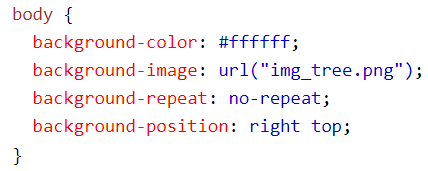 body {
  background-color: #ffffff;
  background-image: url("img_tree.png");
  background-repeat: no-repeat;
  background-position: right top;
}